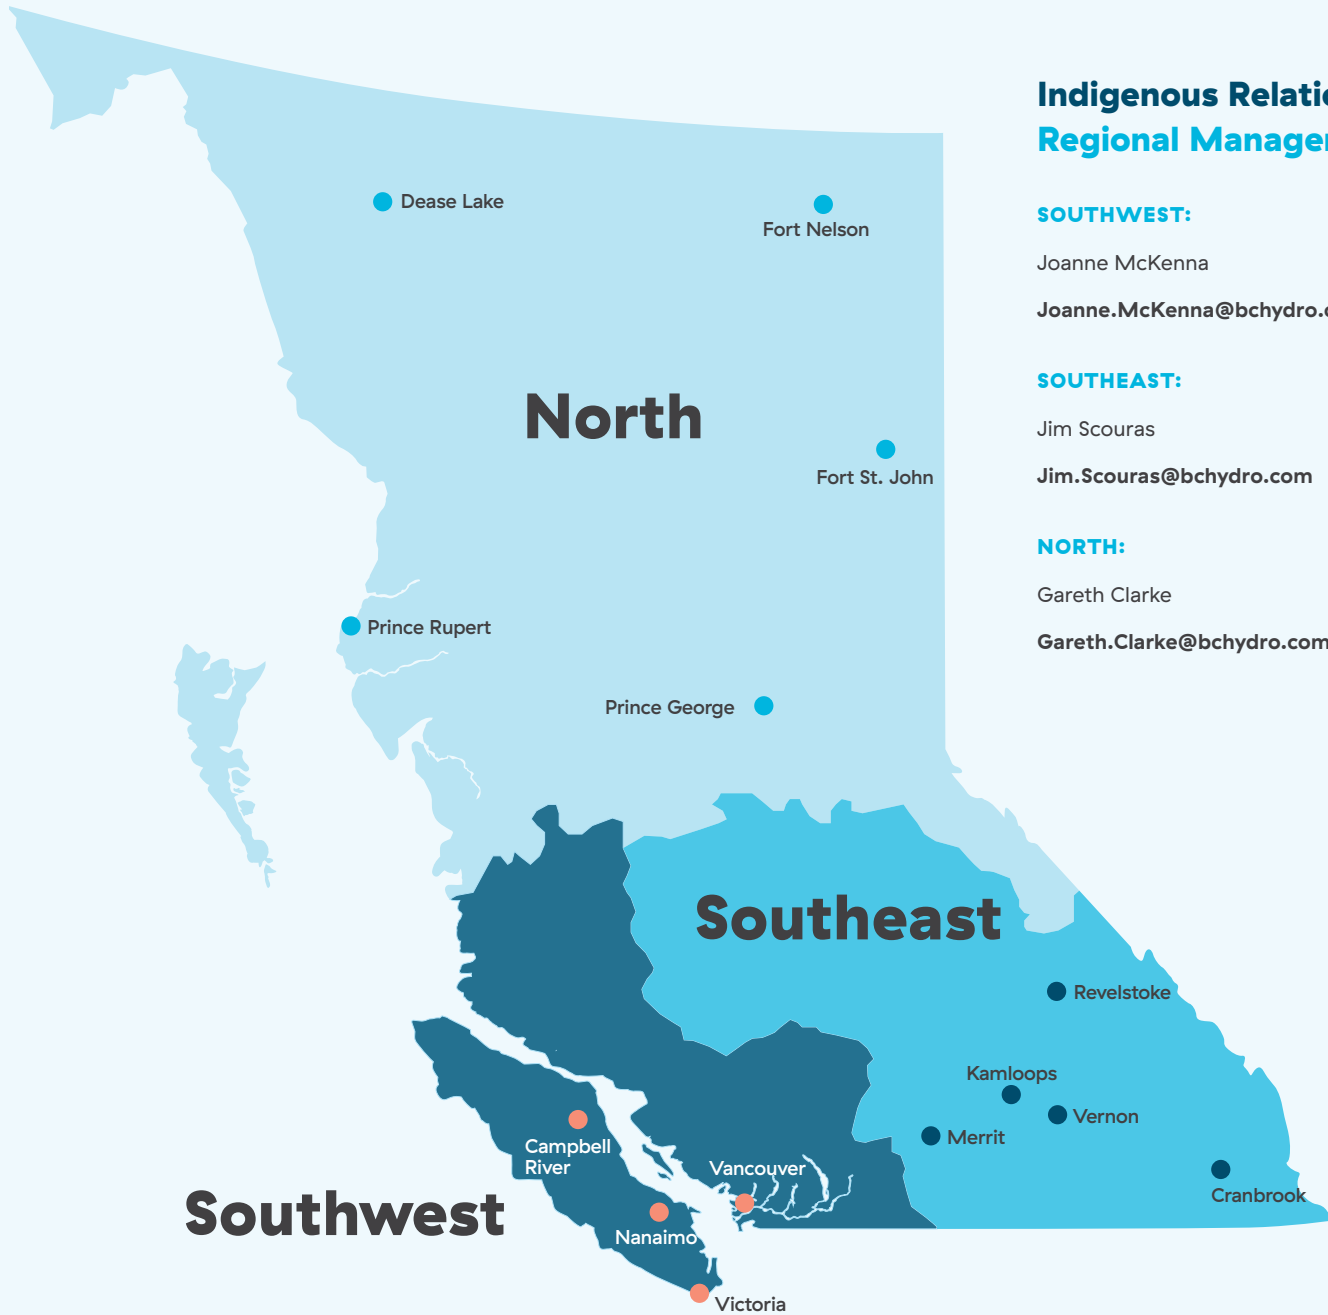 Indigenous Relatio
Regional Manager
SOUTHWEST:
Joanne McKenna
Joanne.McKenna@bchydro.c
SOUTHEAST:
Jim Scouras
Jim.Scouras@bchydro.com
NORTH:
Gareth Clarke
Gareth.Clarke@bchydro.com
Dease Lake
Fort Nelson
North
Fort St. John
Prince Rupert
Prince George
Southeast
Revelstoke
Kamloops
Vernon
Merrit
Cranbrook
Campbell
River
Vancouver
Southwest
Nanaimo
Victoria